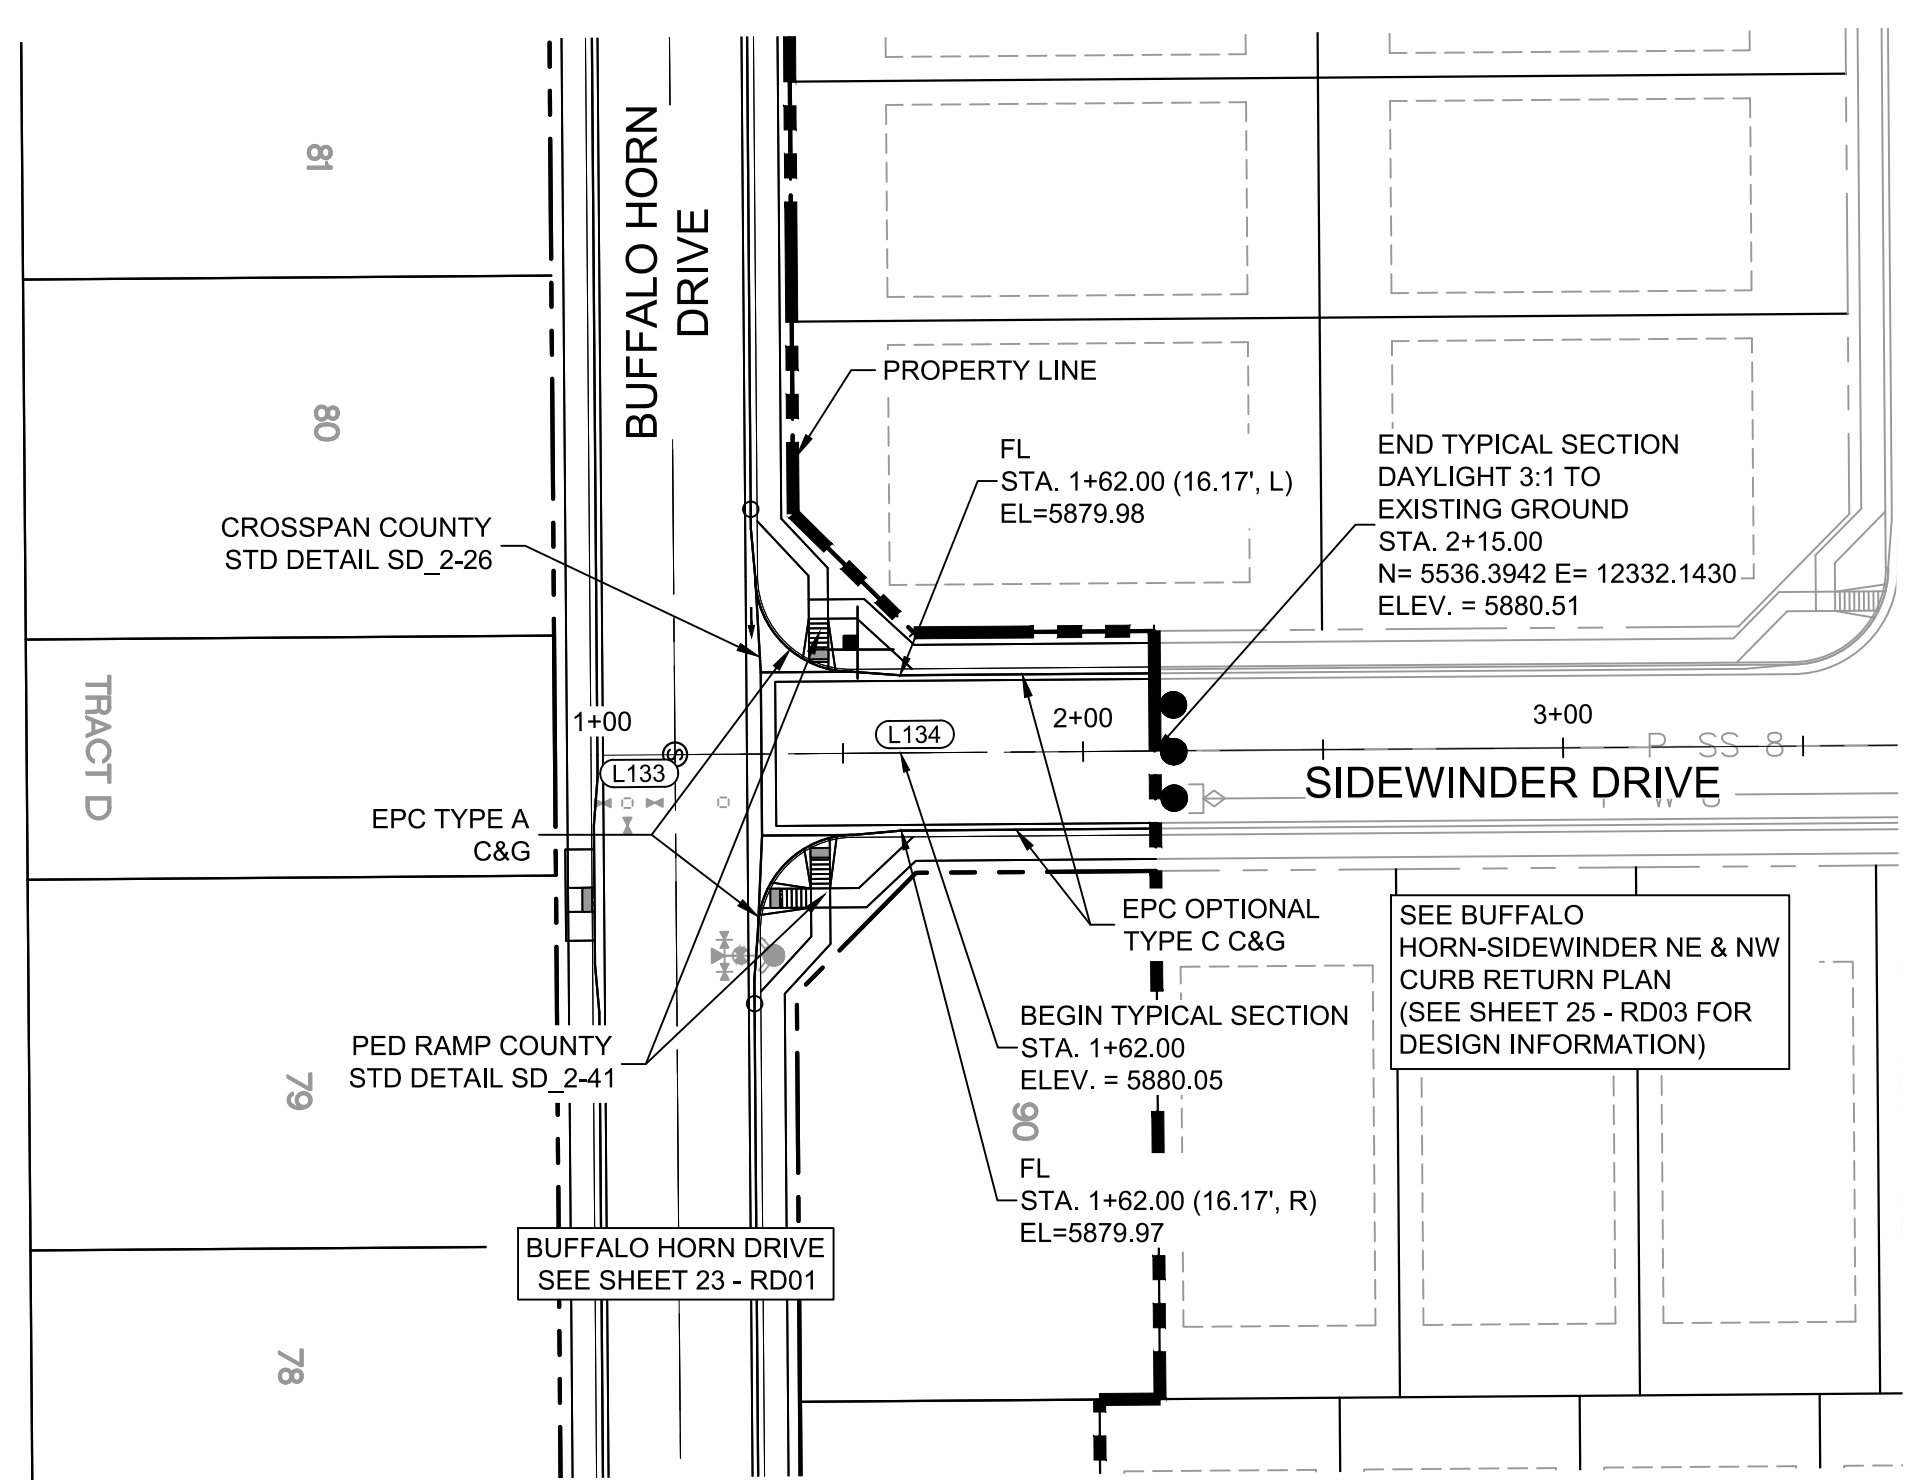 81
80
TRACT D
79
78
90
BUFFALO HORN
DRIVE
PROPERTY LINE
FL
STA. 1+62.00 (16.17', L)
EL=5879.98
END TYPICAL SECTION
DAYLIGHT 3:1 TO
EXISTING GROUND
STA. 2+15.00
N= 5536.3942 E= 12332.1430
ELEV. = 5880.51
CROSSPAN COUNTY
STD DETAIL SD_2-26
1+00
2+00
3+00
L134
L133
S
P SS 8
SIDEWINDER DRIVE
EPC TYPE A
C&G
EPC OPTIONAL
TYPE C C&G
SEE BUFFALO
HORN-SIDEWINDER NE & NW
CURB RETURN PLAN
(SEE SHEET 25 - RD03 FOR
DESIGN INFORMATION)
BEGIN TYPICAL SECTION
STA. 1+62.00
ELEV. = 5880.05
PED RAMP COUNTY
STD DETAIL SD_2-41
FL
STA. 1+62.00 (16.17', R)
EL=5879.97
BUFFALO HORN DRIVE
SEE SHEET 23 - RD01